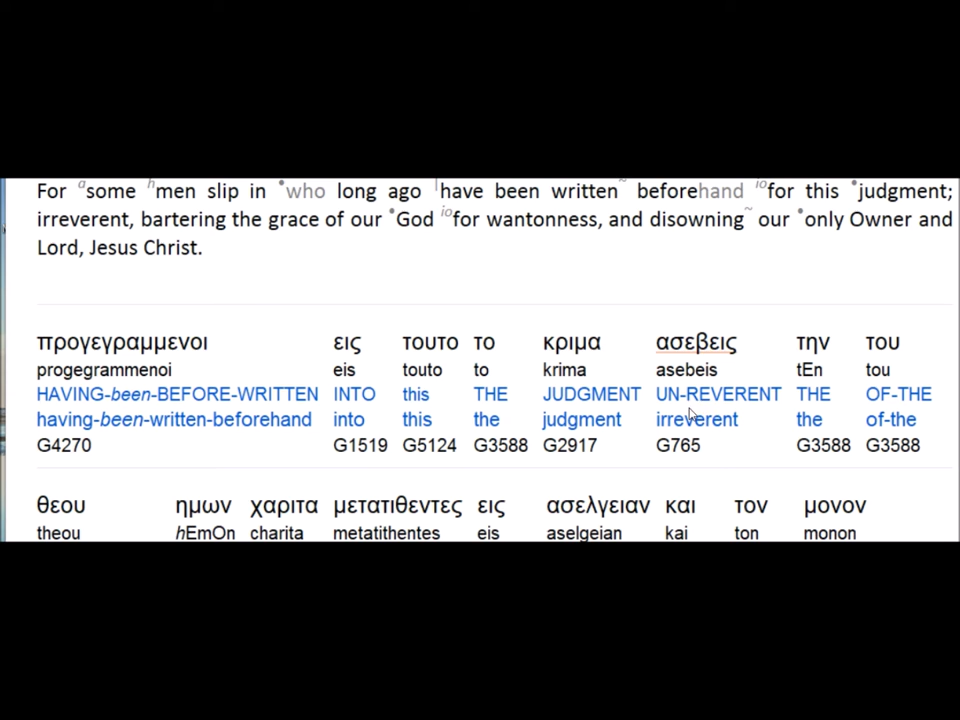 For ᵃsome ʰmen slip in •who long ago ˡhave been written~ beforehand ⁱᵒfor this •judgment;
irreverent, bartering the grace of our •God ⁱᵒfor wantonness, and disowning~ our •only Owner and
Lord, Jesus Christ.
προγεγραμμενοι εις τουτο το κριμα ασεβεις την του
progegrammenoi eis touto to krima asebeis tEn tou
HAVING-been-BEFORE-WRITTEN INTO this THE JUDGMENT UN-REVERENT THE OF-THE
having-been-written-beforehand into this the judgment irreverent the of-the
G4270 G1519 G5124 G3588 G2917 G765 G3588 G3588
θεου ημων χαριτα μετατιθεντες εις ασελγειαν και τον μονον
theou hEmOn charita metatithentes eis aselgeian kai ton monon